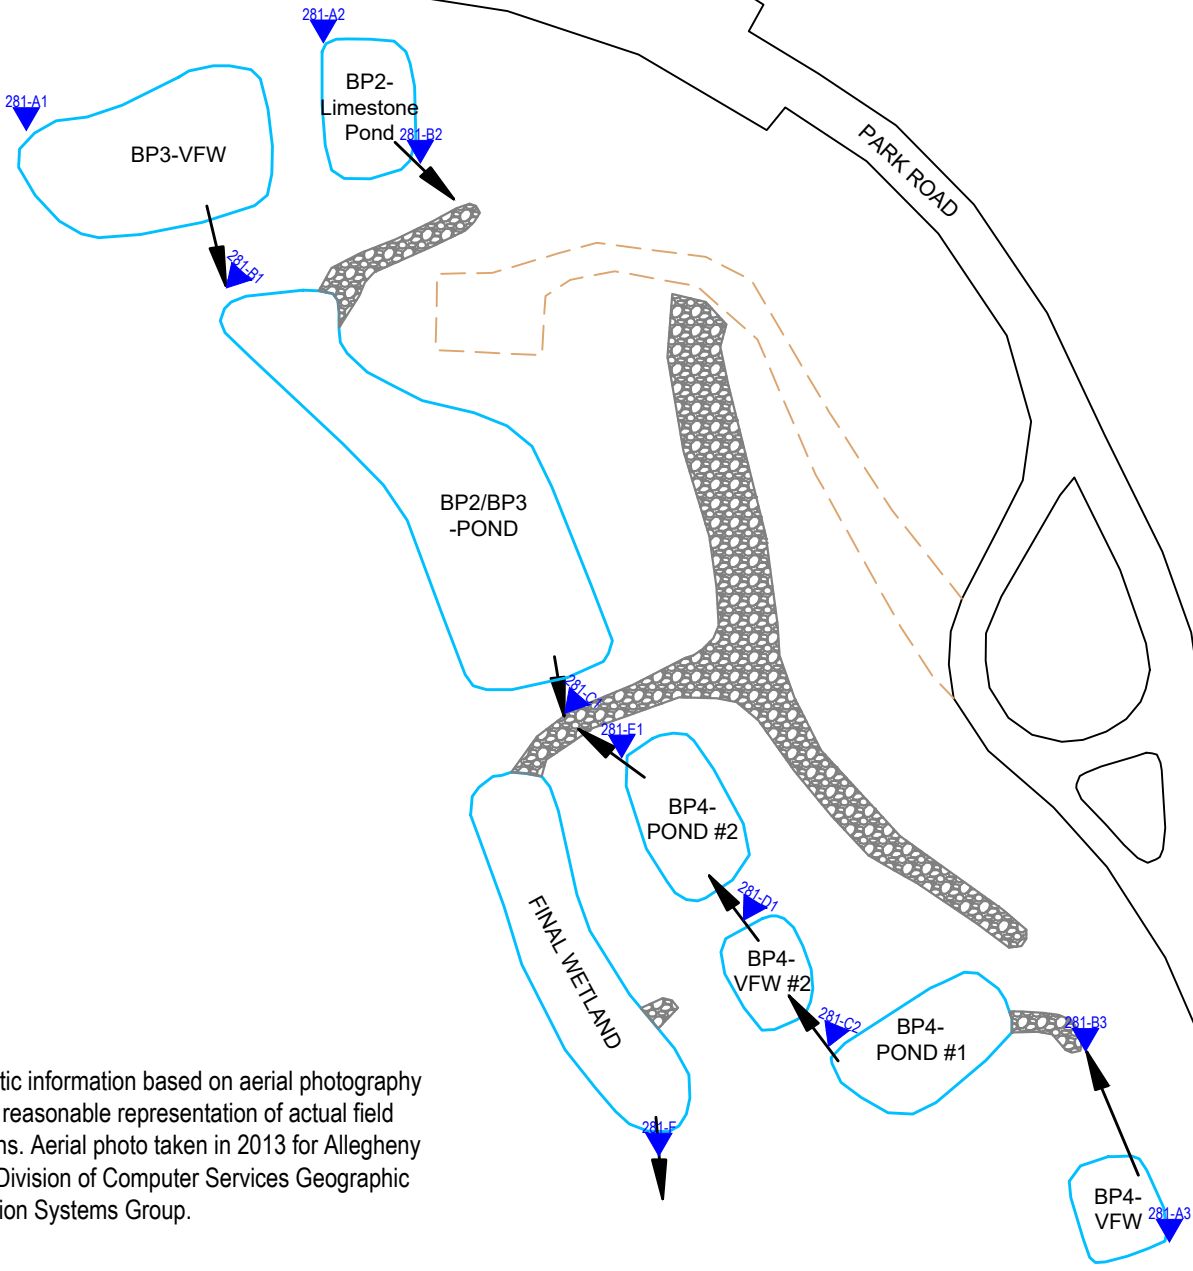 281-A2
281-A1
BP2-
Limestone
Pond
281-B2
BP3-VFW
PARK ROAD
281-B1
BP2/BP3
-POND
281-C1
281-E1
BP4-
POND #2
281-D1
FINAL WETLAND
BP4-
VFW #2
281-C2
BP4-
POND #1
281-B3
tic information based on aerial photography
reasonable representation of actual field
ns. Aerial photo taken in 2013 for Allegheny
Division of Computer Services Geographic
ion Systems Group.
281-F
BP4-
VFW
281-A3